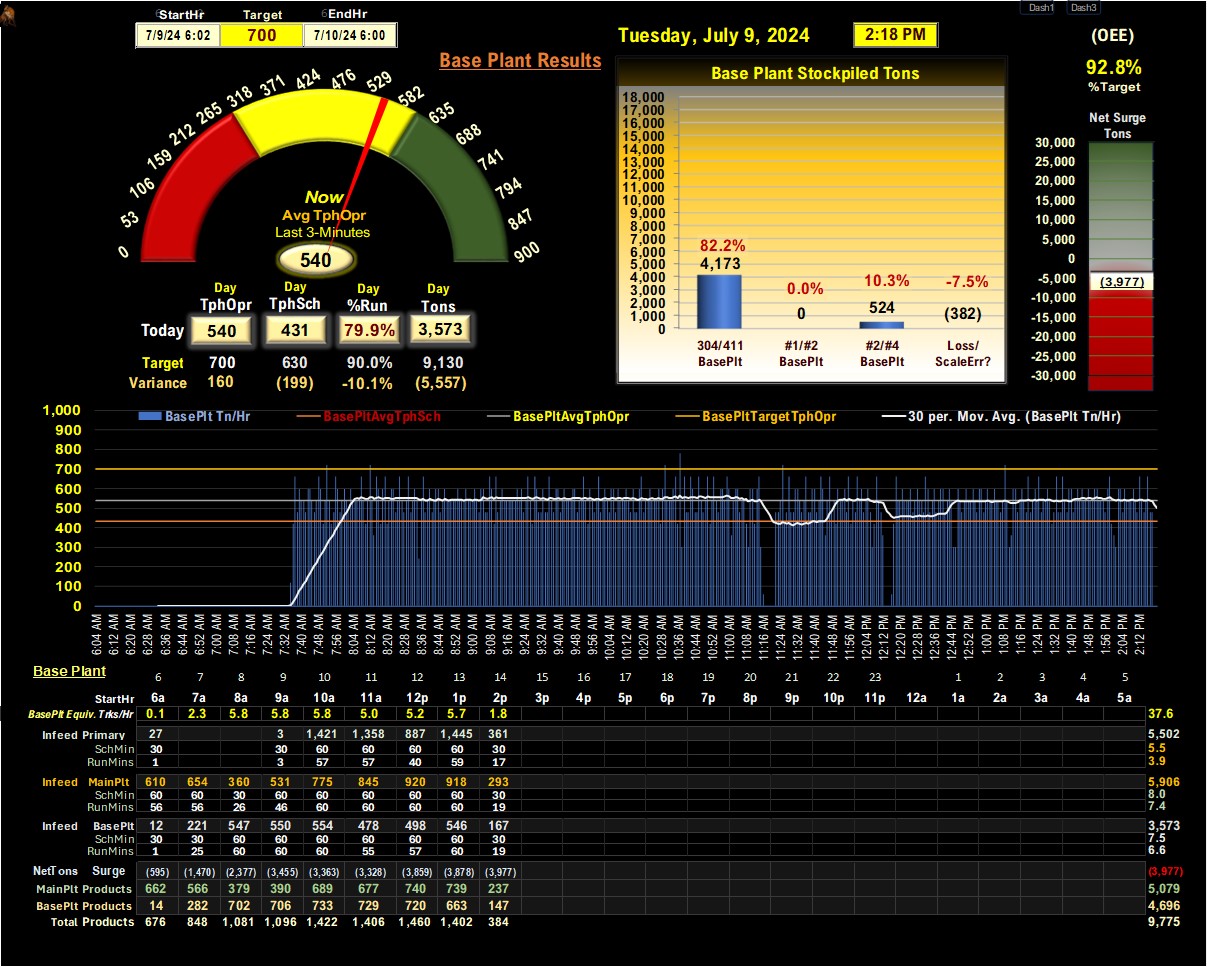 Dash1 Dash3
StartHr Target EndHr
7/9/24 6:02 700 7/10/24 6:00
Base Plant Results
Tuesday, July 9, 2024 2:18 PM
(OEE)
92.8%
%Target
0 53 106 159 212 265 318 371 424 476 529 582 635 688 741 794 847 900
Now
Avg TphOpr
Last 3-Minutes
540
Day Day Day Day
TphOpr TphSch %Run Tons
Today 540 431 79.9% 3,573
Target 700 630 90.0% 9,130
Variance 160 (199) -10.1% (5,557)
Base Plant Stockpiled Tons
18,000
17,000
16,000
15,000
14,000
13,000
12,000
11,000
10,000
9,000
8,000
7,000
6,000
5,000
4,000
3,000
2,000
1,000
0
82.2% 0.0% 10.3% -7.5%
4,173 0 524 (382)
304/411 #1/#2 #2/#4 Loss/
BasePlt BasePlt BasePlt ScaleErr?
Net Surge
Tons
30,000
25,000
20,000
15,000
10,000
5,000
0
-5,000
-10,000
-15,000
-20,000
-25,000
-30,000
(3,977)
BasePlt Tn/Hr BasePltAvgTphSch BasePltAvgTphOpr BasePltTargetTphOpr 30 per. Mov. Avg. (BasePlt Tn/Hr)
1,000
900
800
700
600
500
400
300
200
100
0
6:04 AM 6:12 AM 6:20 AM 6:28 AM 6:36 AM 6:44 AM 6:52 AM 7:00 AM 7:08 AM 7:16 AM 7:24 AM 7:32 AM 7:40 AM 7:48 AM 7:56 AM 8:04 AM 8:12 AM 8:20 AM 8:28 AM 8:36 AM 8:44 AM 8:52 AM 9:00 AM 9:08 AM 9:16 AM 9:24 AM 9:32 AM 9:40 AM 9:48 AM 9:56 AM 10:04 AM 10:12 AM 10:20 AM 10:28 AM 10:36 AM 10:44 AM 10:52 AM 11:00 AM 11:08 AM 11:16 AM 11:24 AM 11:32 AM 11:40 AM 11:48 AM 11:56 AM 12:04 PM 12:12 PM 12:20 PM 12:28 PM 12:36 PM 12:44 PM 12:52 PM 1:00 PM 1:08 PM 1:16 PM 1:24 PM 1:32 PM 1:40 PM 1:48 PM 1:56 PM 2:04 PM 2:12 PM
Base Plant
6 7 8 9 10 11 12 13 14 15 16 17 18 19 20 21 22 23 1 2 3 4 5
StartHr 6a 7a 8a 9a 10a 11a 12p 1p 2p 3p 4p 5p 6p 7p 8p 9p 10p 11p 12a 1a 2a 3a 4a 5a
BasePlt Equiv. Trks/Hr 0.1 2.3 5.8 5.8 5.8 5.0 5.2 5.7 1.8 37.6
Infeed Primary 27 3 1,421 1,358 887 1,445 361 5,502
SchMin 30 30 60 60 60 60 30 5.5
RunMins 1 3 57 57 40 59 17 3.9
Infeed MainPlt 610 654 360 531 775 845 920 918 293 5,906
SchMin 60 60 30 60 60 60 60 60 30 8.0
RunMins 56 56 26 46 60 60 60 60 19 7.4
Infeed BasePlt 12 221 547 550 554 478 498 546 167 3,573
SchMin 30 30 60 60 60 60 60 60 30 7.5
RunMins 1 25 60 60 60 55 57 60 19 6.6
NetTons Surge (595) (1,470) (2,377) (3,455) (3,363) (3,328) (3,859) (3,878) (3,977) (3,977)
MainPlt Products 662 566 379 390 689 677 740 739 237 5,079
BasePlt Products 14 282 702 706 733 729 720 663 147 4,696
Total Products 676 848 1,081 1,096 1,422 1,406 1,460 1,402 384 9,775